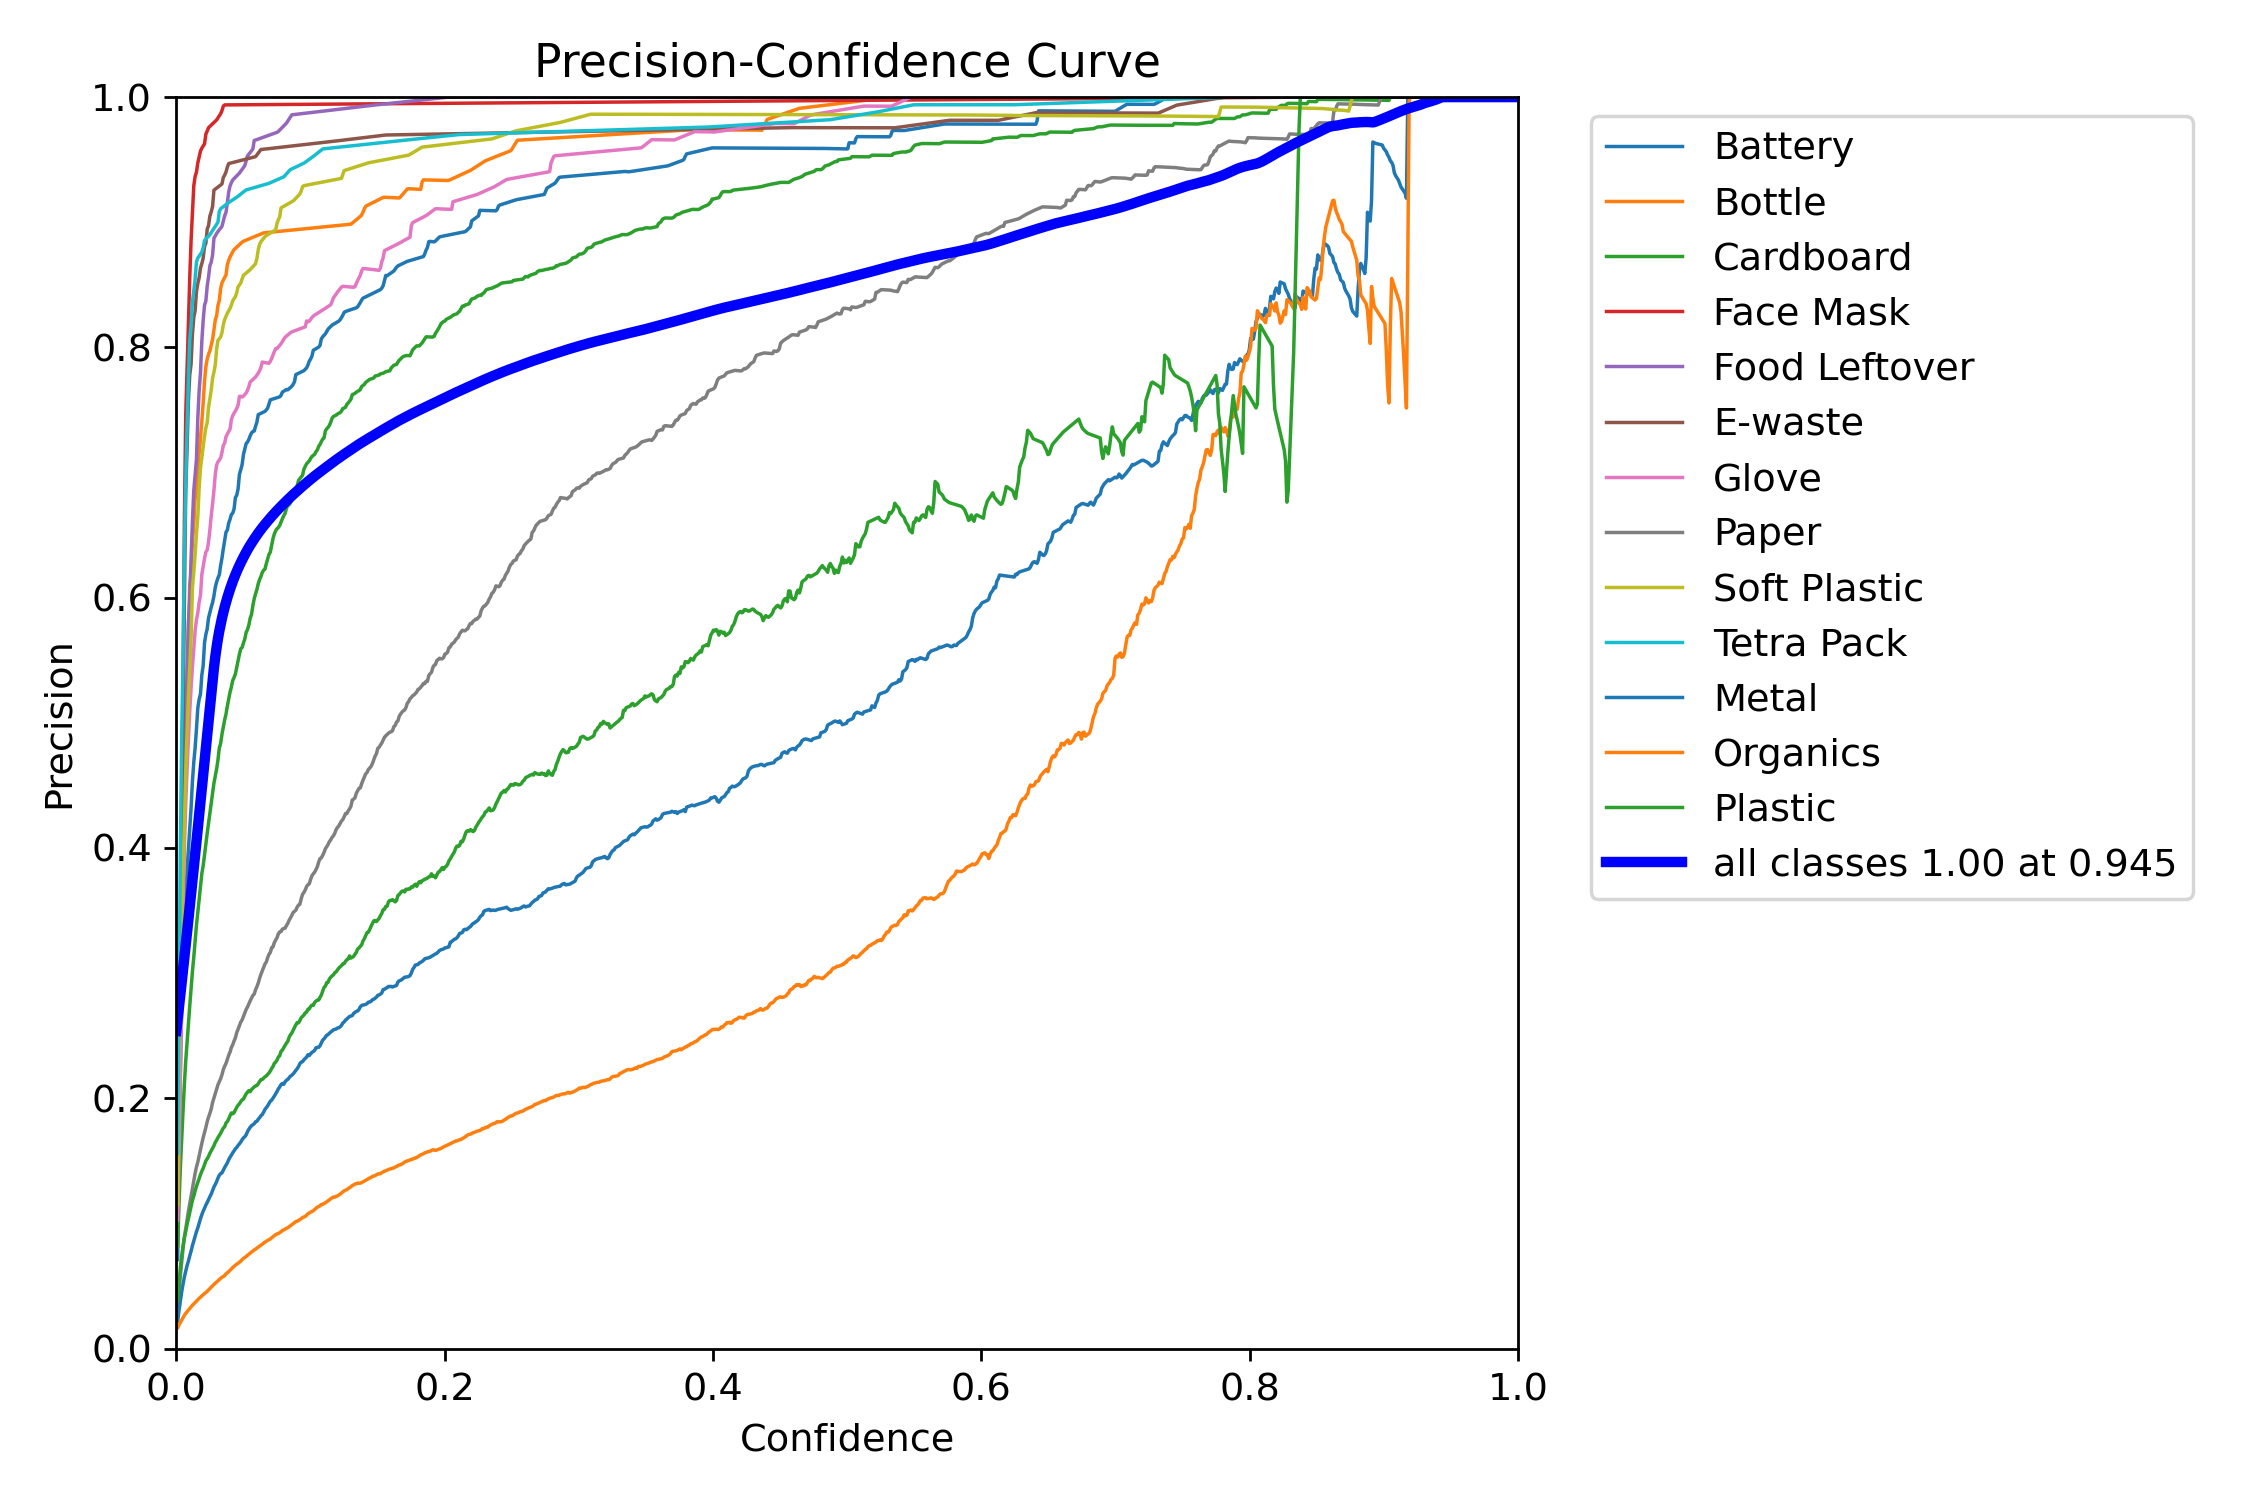 Precision-Confidence Curve
1.0
0.8
0.6
0.4
0.2
0.0
Precision
0.0 0.2 0.4 0.6 0.8 1.0
Confidence
Battery
Bottle
Cardboard
Face Mask
Food Leftover
E-waste
Glove
Paper
Soft Plastic
Tetra Pack
Metal
Organics
Plastic
all classes 1.00 at 0.945